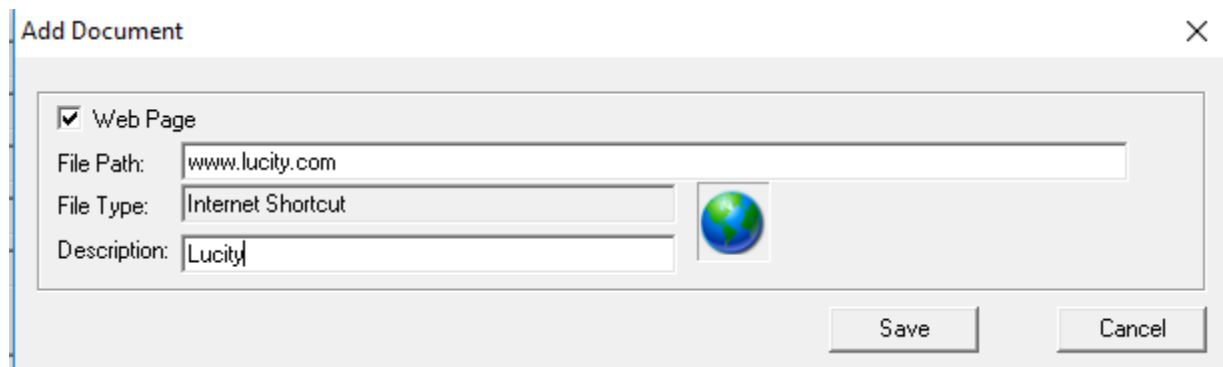 Add Document
Web Page
File Path: www.lucity.com
File Type: Internet Shortcut
Description: Lucity
Save Cancel